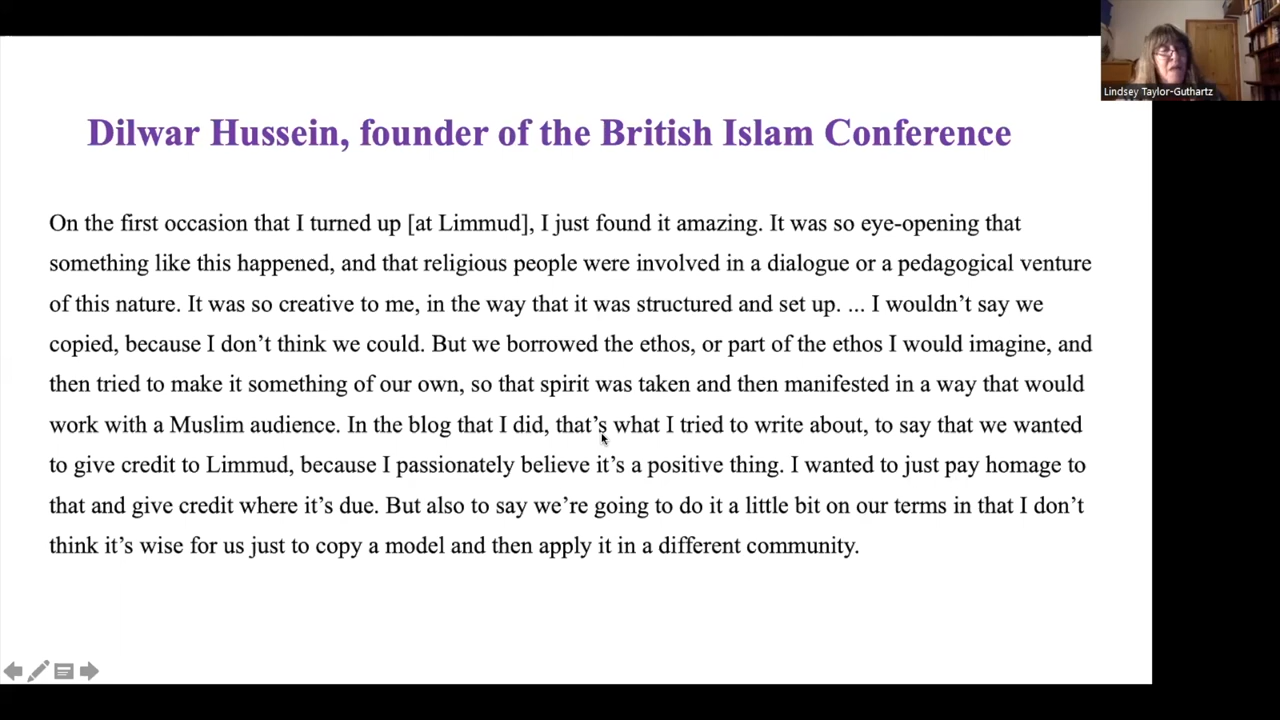 Lindsey Taylor-Guthartz
Dilwar Hussein, founder of the British Islam Conference
On the first occasion that I turned up [at Limmud], I just found it amazing. It was so eye-opening that
something like this happened, and that religious people were involved in a dialogue or a pedagogical venture
of this nature. It was so creative to me, in the way that it was structured and set up. ... I wouldn’t say we
copied, because I don’t think we could. But we borrowed the ethos, or part of the ethos I would imagine, and
then tried to make it something of our own, so that spirit was taken and then manifested in a way that would
work with a Muslim audience. In the blog that I did, that’s what I tried to write about, to say that we wanted
to give credit to Limmud, because I passionately believe it’s a positive thing. I wanted to just pay homage to
that and give credit where it’s due. But also to say we’re going to do it a little bit on our terms in that I don’t
think it’s wise for us just to copy a model and then apply it in a different community.